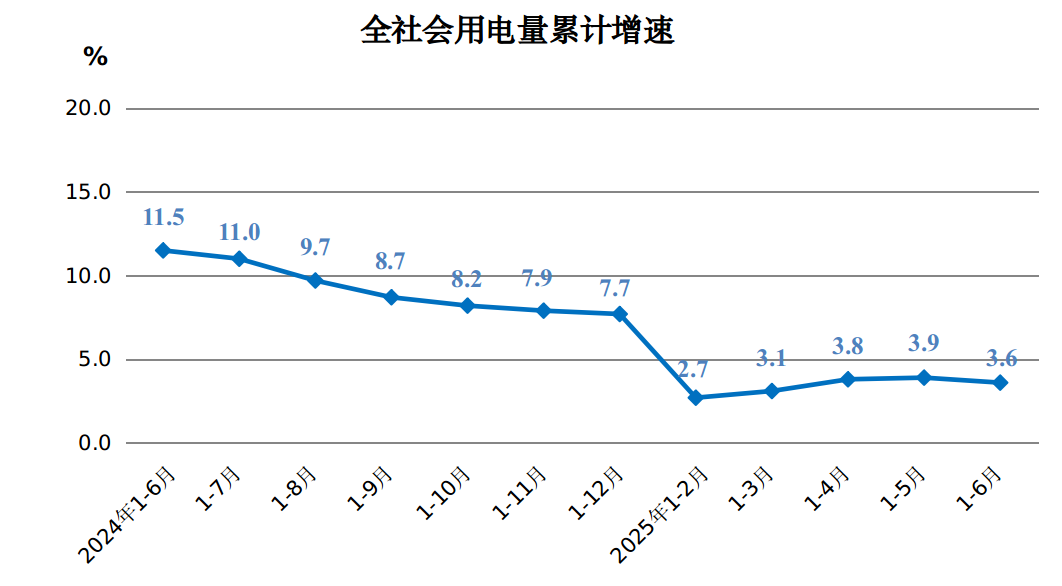 全社会用电量累计增速
%
20.0
15.0
10.0
5.0
0.0
11.5
11.0
9.7
8.7
8.2
7.9
7.7
2.7
3.1
3.8
3.9
3.6
2024年1-6月
1-7月
1-8月
1-9月
1-10月
1-11月
1-12月
2025年1-2月
1-3月
1-4月
1-5月
1-6月